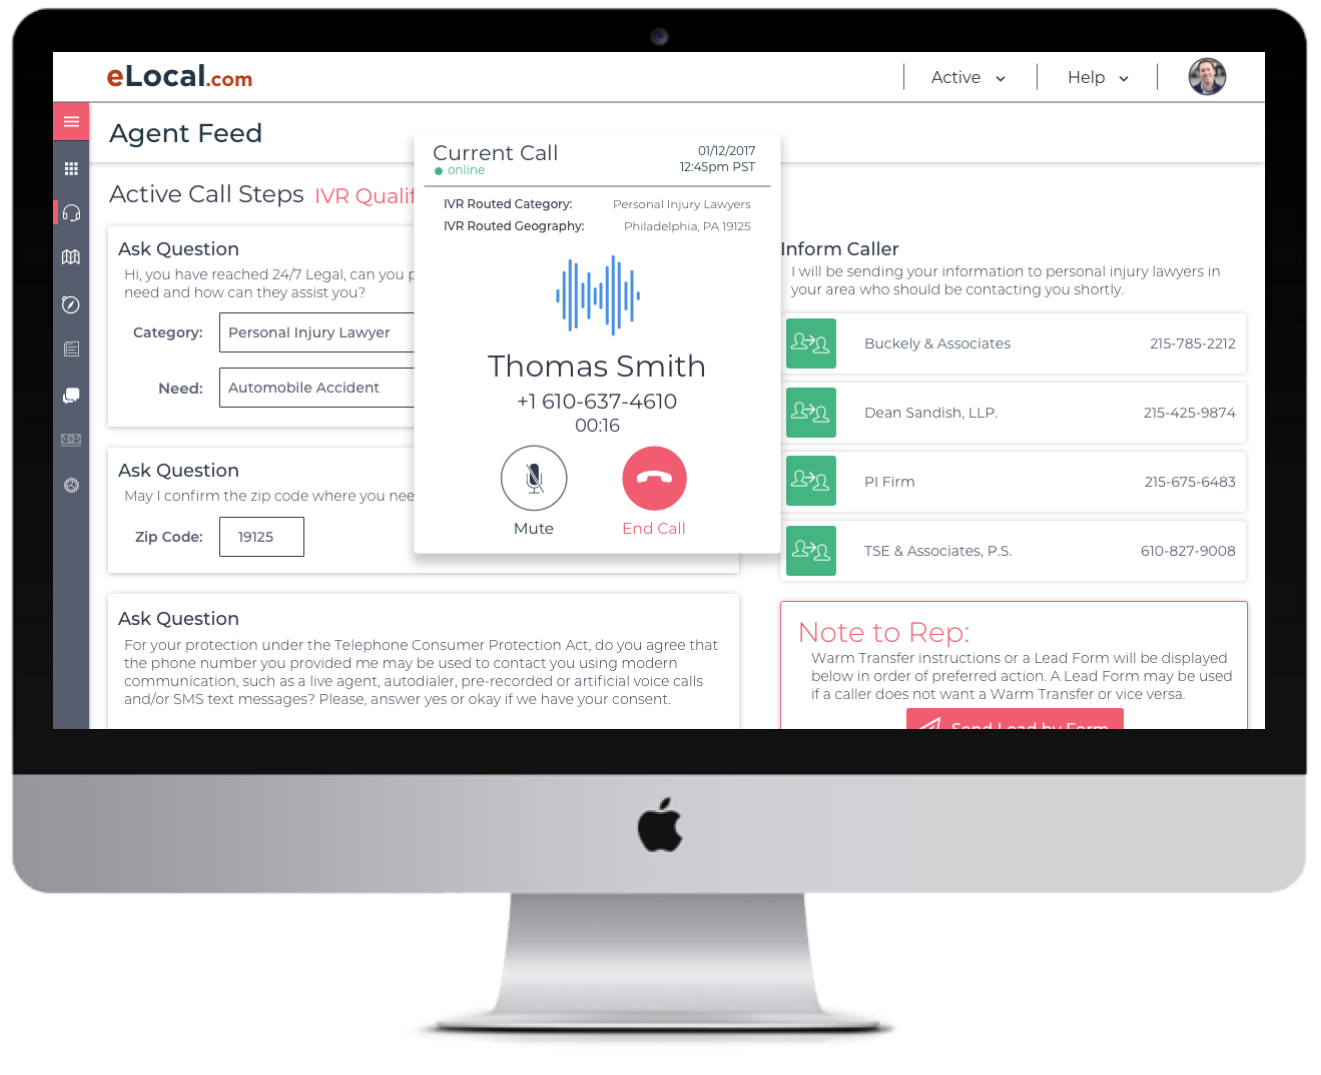 eLocal.com
Active
Help
Agent Feed
Active Call Steps IVR Qualif
Current Call
online
01/12/2017
12:45pm PST
IVR Routed Category: Personal Injury Lawyers
IVR Routed Geography: Philadelphia, PA 19125
Thomas Smith
+1 610-637-4610
00:16
Mute
End Call
Ask Question
Hi, you have reached 24/7 Legal, can you p
need and how can they assist you?
Category: Personal Injury Lawyer
Need: Automobile Accident
Ask Question
May I confirm the zip code where you nee
Zip Code: 19125
Ask Question
For your protection under the Telephone Consumer Protection Act, do you agree that
the phone number you provided me may be used to contact you using modern
communication, such as a live agent, autodialer, pre-recorded or artificial voice calls
and/or SMS text messages? Please, answer yes or okay if we have your consent.
Inform Caller
I will be sending your information to personal injury lawyers in
your area who should be contacting you shortly.
Buckely & Associates 215-785-2212
Dean Sandish, LLP. 215-425-9874
PI Firm 215-675-6483
TSE & Associates, P.S. 610-827-9008
Note to Rep:
Warm Transfer instructions or a Lead Form will be displayed
below in order of preferred action. A Lead Form may be used
if a caller does not want a Warm Transfer or vice versa.
Send Lead by Form